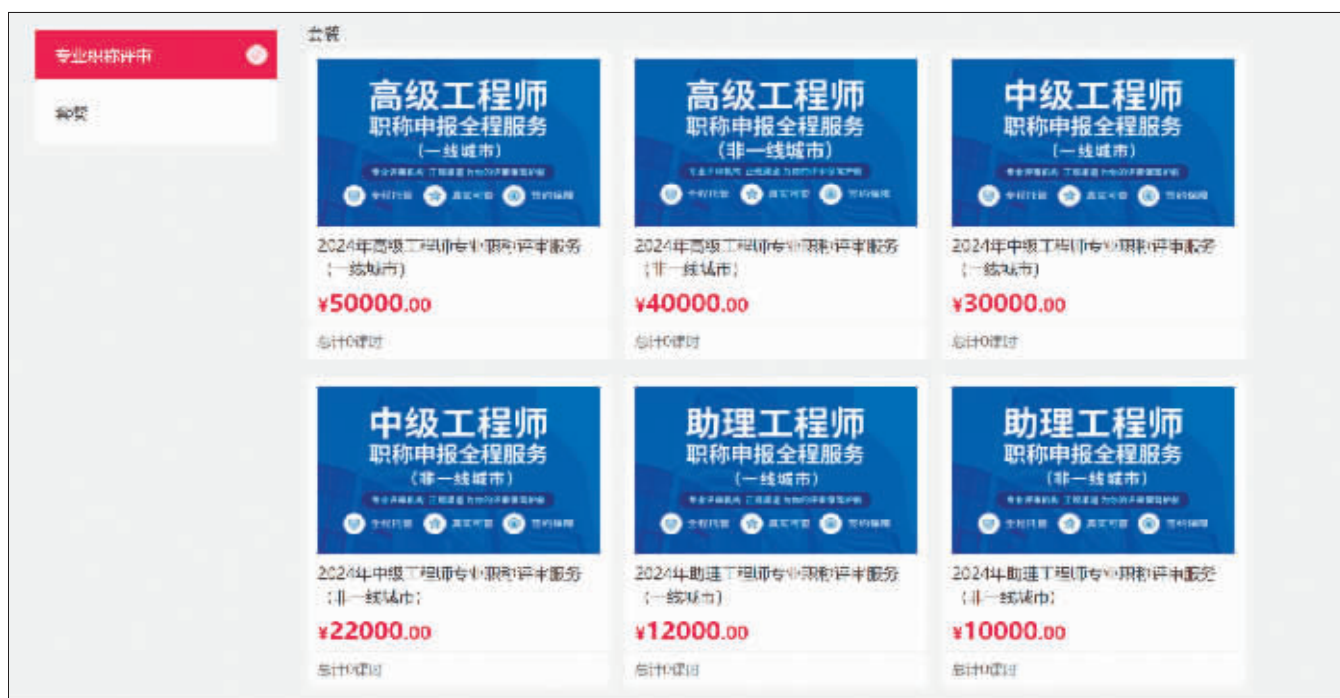 专业职称评审
套餐
套餐
高级工程师
职称申报全程服务
(一线城市)
2024年高级工程师专业职称评审服务
(一线城市)
¥50000.00
总计0课时
高级工程师
职称申报全程服务
(非一线城市)
2024年高级工程师专业职称评审服务
(非一线城市)
¥40000.00
总计0课时
中级工程师
职称申报全程服务
(一线城市)
2024年中级工程师专业职称评审服务
(一线城市)
¥30000.00
总计0课时
中级工程师
职称申报全程服务
(非一线城市)
2024年中级工程师专业职称评审服务
(非一线城市)
¥22000.00
总计0课时
助理工程师
职称申报全程服务
(一线城市)
2024年助理工程师专业职称评审服务
(一线城市)
¥12000.00
总计0课时
助理工程师
职称申报全程服务
(非一线城市)
2024年助理工程师专业职称评审服务
(非一线城市)
¥10000.00
总计0课时